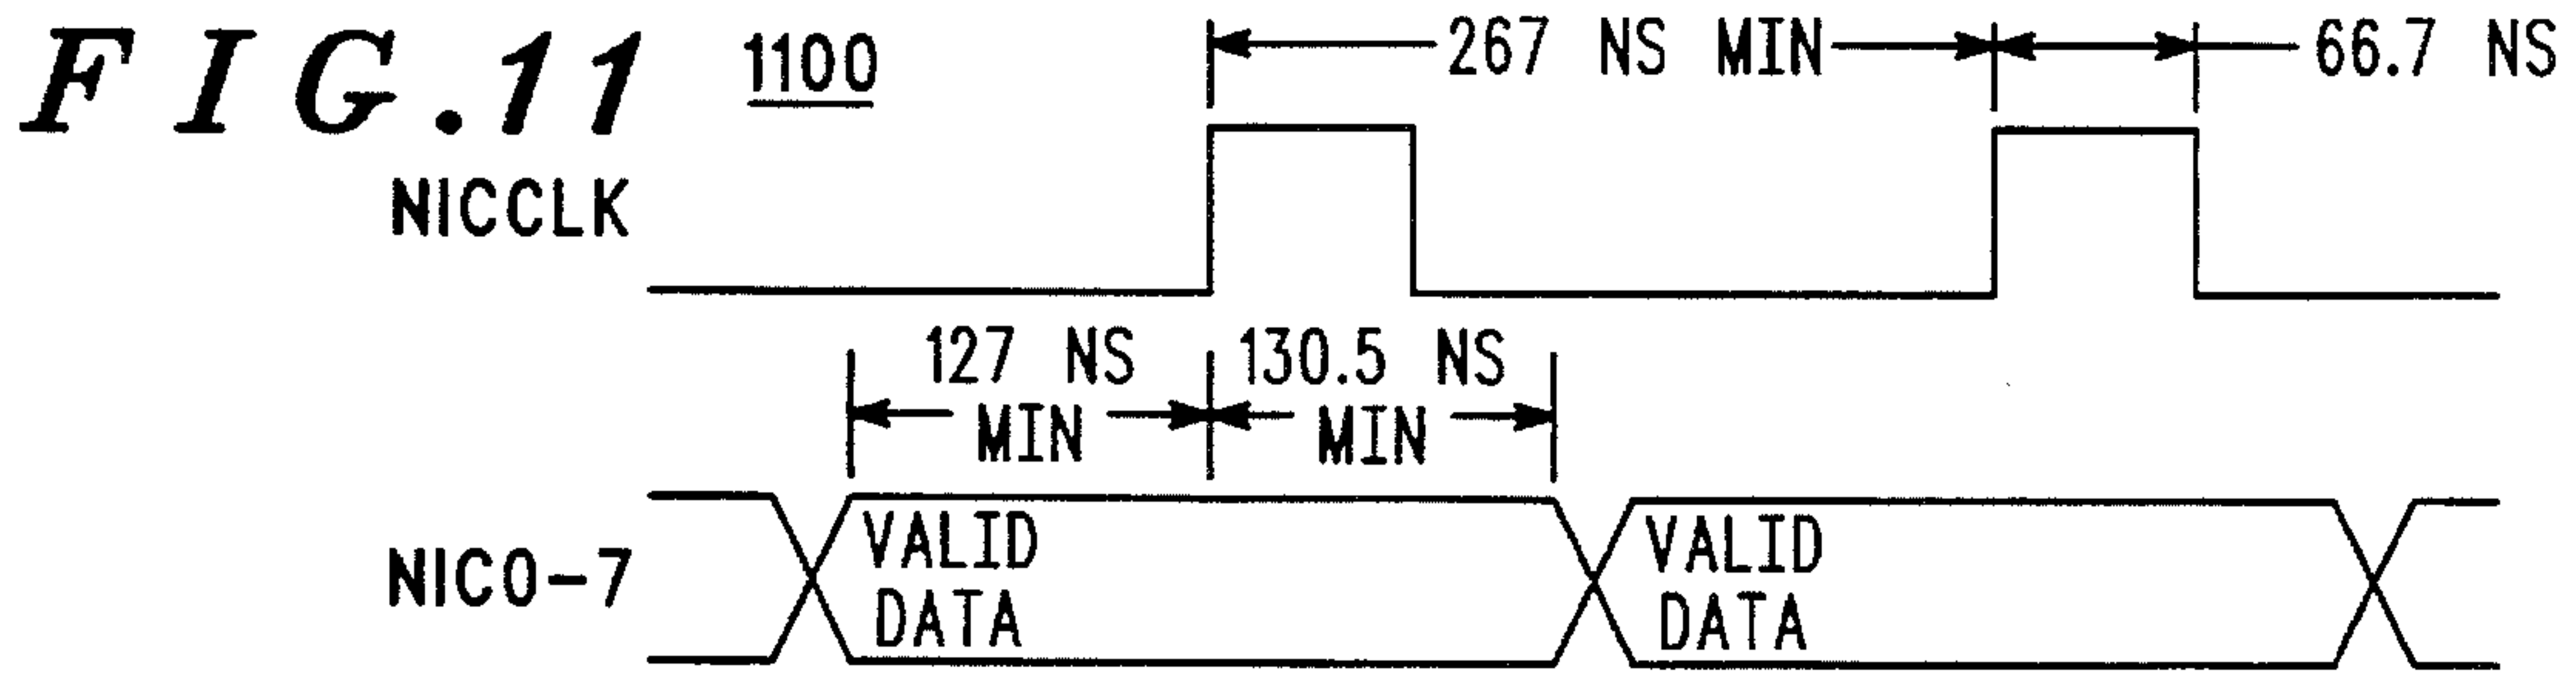 FIG.11 1100 267 NS MIN 66.7 NS
NICCLK
127 NS MIN
130.5 NS MIN
NIC0-7
VALID DATA
VALID DATA